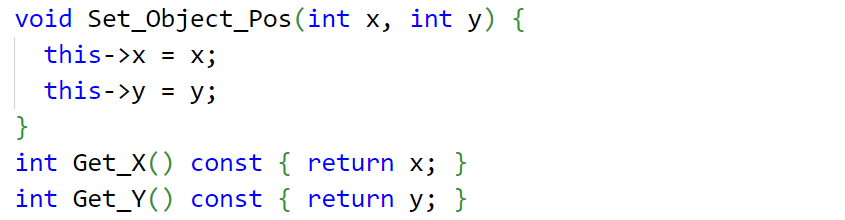 void Set_Object_Pos(int x, int y) {
  this->x = x;
  this->y = y;
}
int Get_X() const { return x; }
int Get_Y() const { return y; }